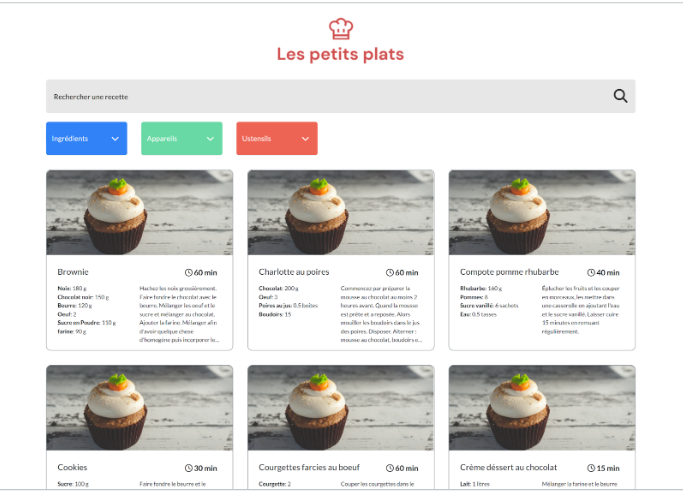 Les petits plats
Rechercher une recette
Ingrédients
Appareils
Ustensils
Brownie
60 min
Noix: 180 g
Chocolat noir: 150 g
Beurre: 120 g
Oeuf: 2
Sucre en Poudre: 110 g
farine: 90 g
Hachez les noix grossièrement.
Faire fondre le chocolat avec le
beurre. Mélanger les oeuf et le
sucre et mélanger au chocolat.
Ajouter la farine. Mélanger afin
d'avoir quelque chose
d'homogène puis incorporer le...
Charlotte au poires
60 min
Chocolat: 200 g
Oeuf: 3
Poires au jus: 0,5 boites
Boudoirs: 15
Commencez par préparer la
mousse au chocolat au moins 2
heures avant. Quand la mousse
est prête et a reposée. Alors
mouiller les boudoirs dans le jus
des poires. Disposer. Alterner :
mousse au chocolat, boudoirs e...
Compote pomme rhubarbe
40 min
Rhubarbe: 160 g
Pommes: 8
Sucre vanillé: 6 sachets
Eau: 0,5 tasses
Éplucher les fruits et les couper
en morceaux, les mettre dans
une casserole en ajoutant l'eau
et le sucre vanillé. Laisser cuire
15 minutes en remuant
régulièrement.
Cookies
30 min
Sucre: 100 g
Faire fondre le beurre et le
Courgettes farcies au boeuf
60 min
Courgette: 2
Couper les courgettes dans le
Crème déssert au chocolat
15 min
Lait: 1 litres
Mélanger la farine et le beurre